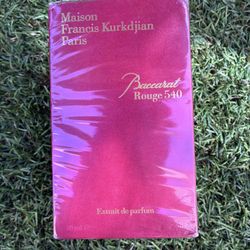 Maison
Francis Kurkdjian
Paris
Baccarat
Rouge 540
Extrait de parfum